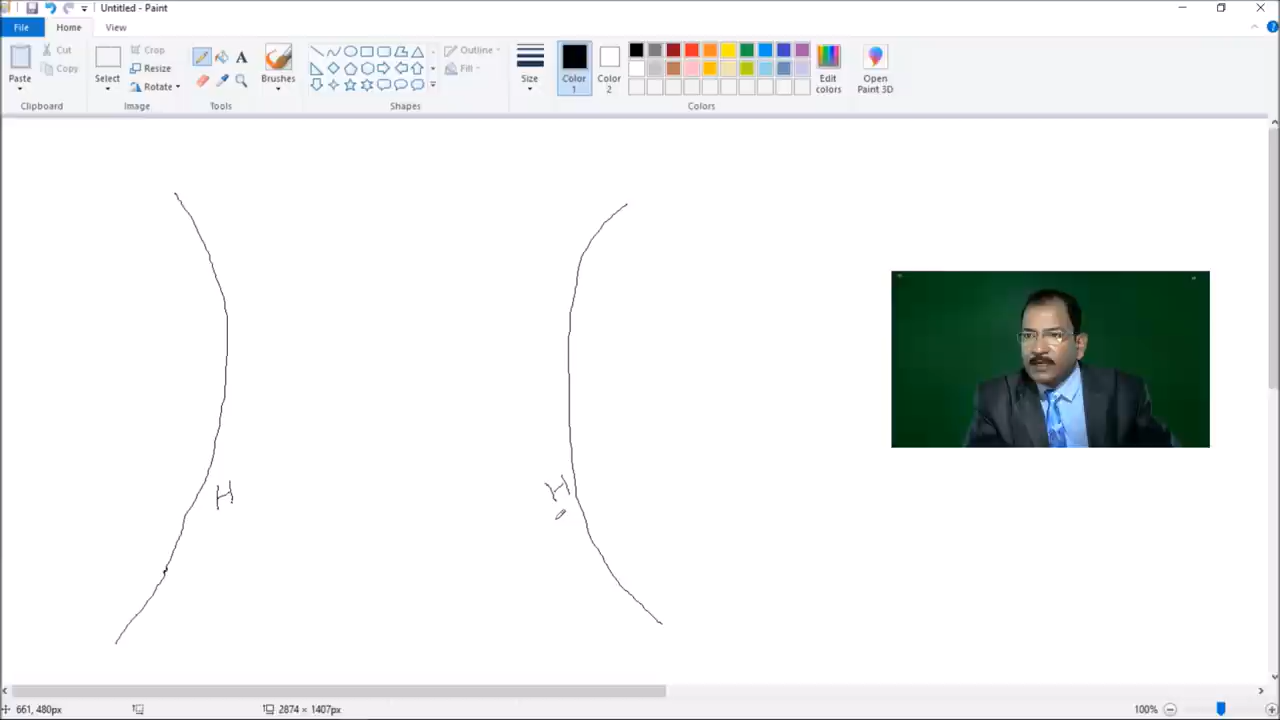 Untitled - Paint
File Home View
Cut
Copy
Paste
Clipboard
Crop
Resize
Rotate
Select
Image
A
Tools
Brushes
Shapes
Outline
Fill
Size
Color 1
Color 2
Edit colors
Colors
Open Paint 3D
H
H
661, 480px
2874 × 1407px
100%